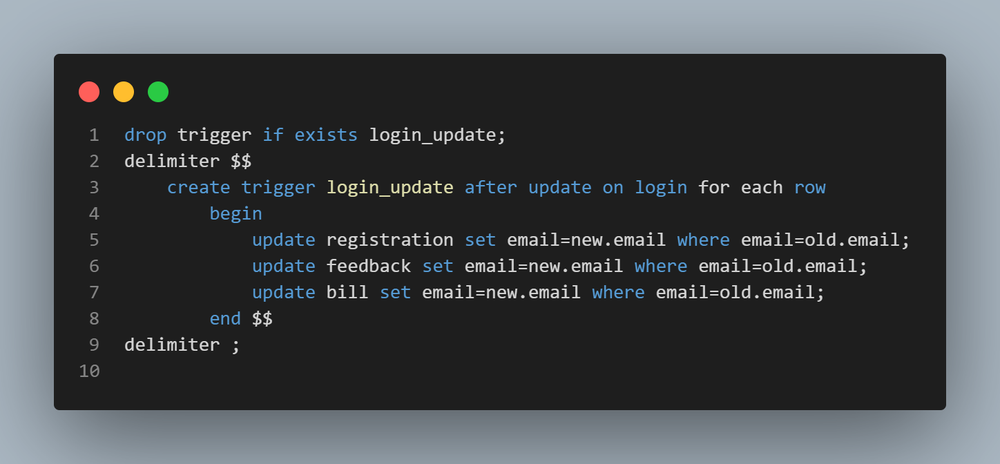 1 drop trigger if exists login_update;
2 delimiter $$
3     create trigger login_update after update on login for each row
4         begin
5             update registration set email=new.email where email=old.email;
6             update feedback set email=new.email where email=old.email;
7             update bill set email=new.email where email=old.email;
8         end $$
9 delimiter ;
10